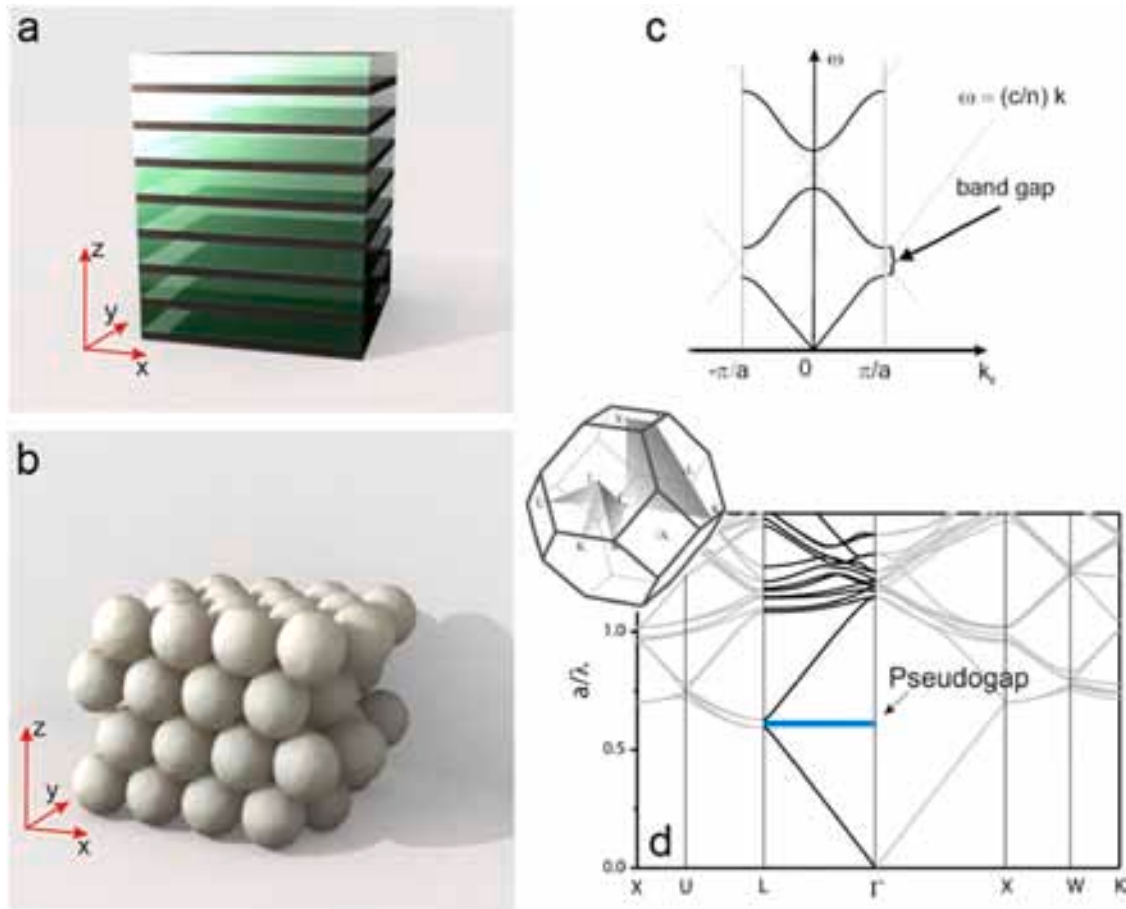 a
z
y
x
b
z
y
x
c
ω
ω = (c/n) k
band gap
-π/a
0
π/a
k
d
a/λ
1.0
0.5
0.0
Pseudogap
X
U
L
Γ
X
W
K